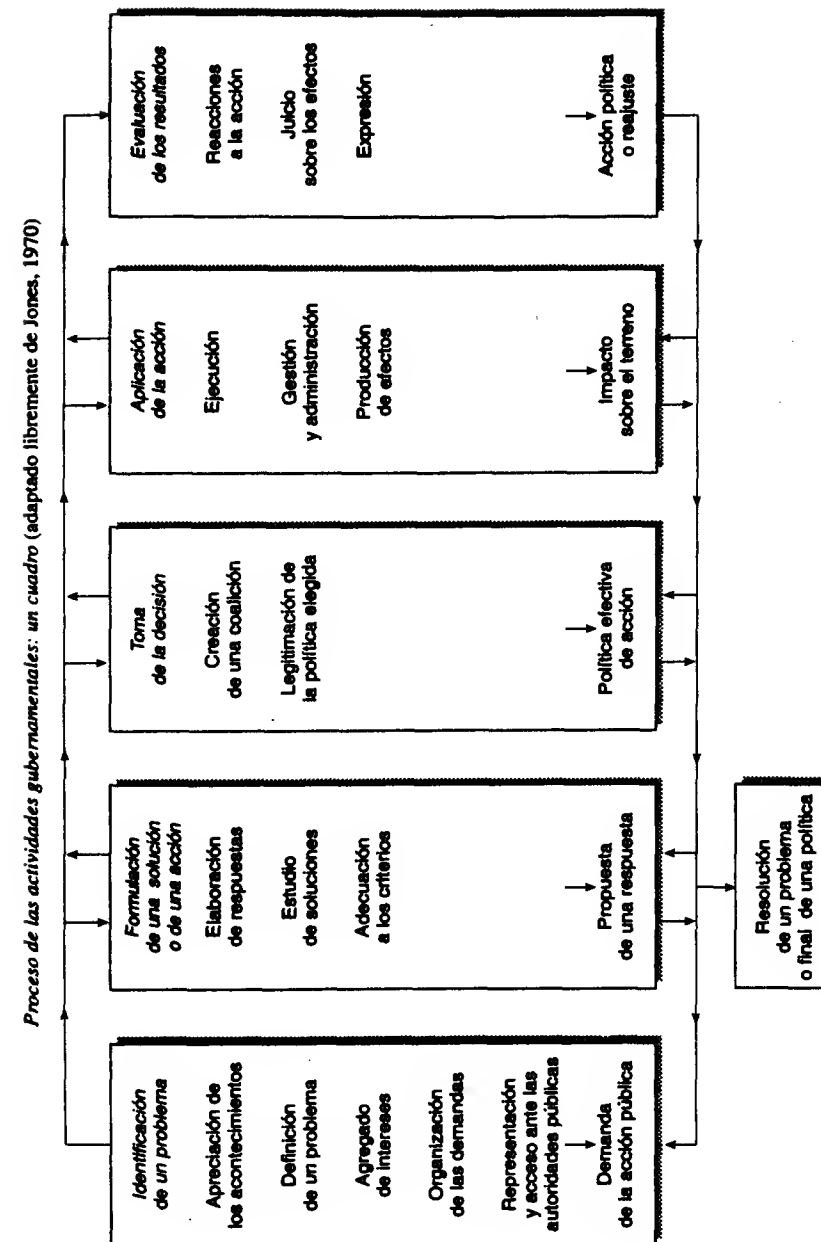 Proceso de las actividades gubernamentales: un cuadro (adaptado libremente de Jones, 1970)
Identificación
de un problema
Apreciación de
los acontecimientos
Definición
de un problema
Agregado
de intereses
Organización
de las demandas
Representación
y acceso ante las
autoridades públicas
Demanda
de la acción pública
Formulación
de una solución
o de una acción
Elaboración
de respuestas
Estudio
de soluciones
Adecuación
a los criterios
Propuesta
de una respuesta
Toma
de la decisión
Creación
de una coalición
Legitimación de
la política elegida
Política efectiva
de acción
Aplicación
de la acción
Ejecución
Gestión
y administración
Producción
de efectos
Impacto
sobre el terreno
Evaluación
de los resultados
Reacciones
a la acción
Juicio
sobre los efectos
Expresión
Acción política
o reajuste
Resolución
de un problema
o final de una política